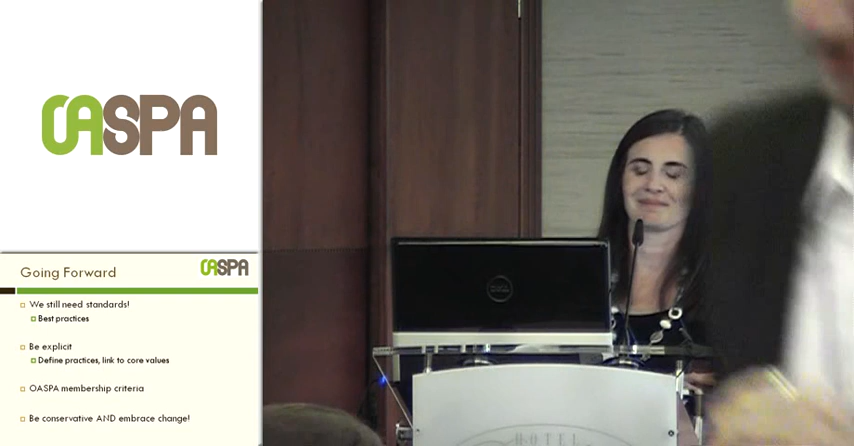 OASPA
Going Forward
OASPA
We still need standards!
Best practices
Be explicit
Define practices, link to core values
OASPA membership criteria
Be conservative AND embrace change!
DELL
HOTEL